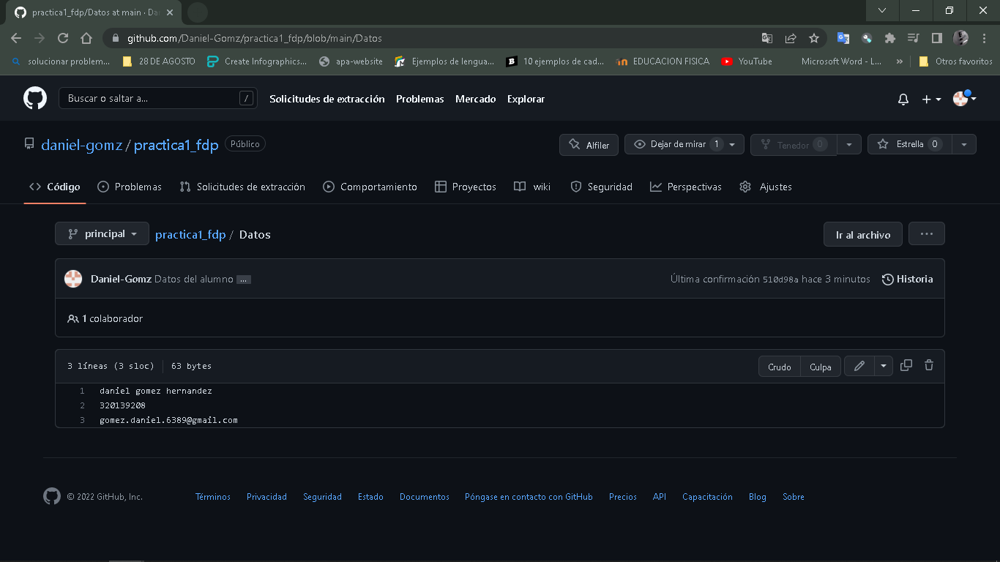 practica1_fdp/Datos at main · Da
github.com/Daniel-Gomz/practica1_fdp/blob/main/Datos
solucionar problem... 28 DE AGOSTO Create Infographics... apa-website Ejemplos de lengua... 10 ejemplos de cad... EDUCACION FISICA YouTube Microsoft Word - L... » Otros favoritos
Buscar o saltar a... / Solicitudes de extracción Problemas Mercado Explorar
daniel-gomz / practica1_fdp Público Alfiler Dejar de mirar 1 Tenedor 0 Estrella 0
Código Problemas Solicitudes de extracción Comportamiento Proyectos wiki Seguridad Perspectivas Ajustes
principal practica1_fdp / Datos Ir al archivo ...
Daniel-Gomz Datos del alumno ... Última confirmación 510d98a hace 3 minutos Historia
1 colaborador
3 líneas (3 sloc) 63 bytes Crudo Culpa
1 daniel gomez hernandez
2 320139208
3 gomez.daniel.6389@gmail.com
© 2022 GitHub, Inc. Términos Privacidad Seguridad Estado Documentos Póngase en contacto con GitHub Precios API Capacitación Blog Sobre